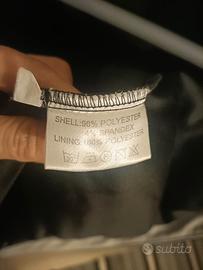 SHELL:96% POLYESTER
4% SPANDEX
LINING:100% POLYESTER
subito